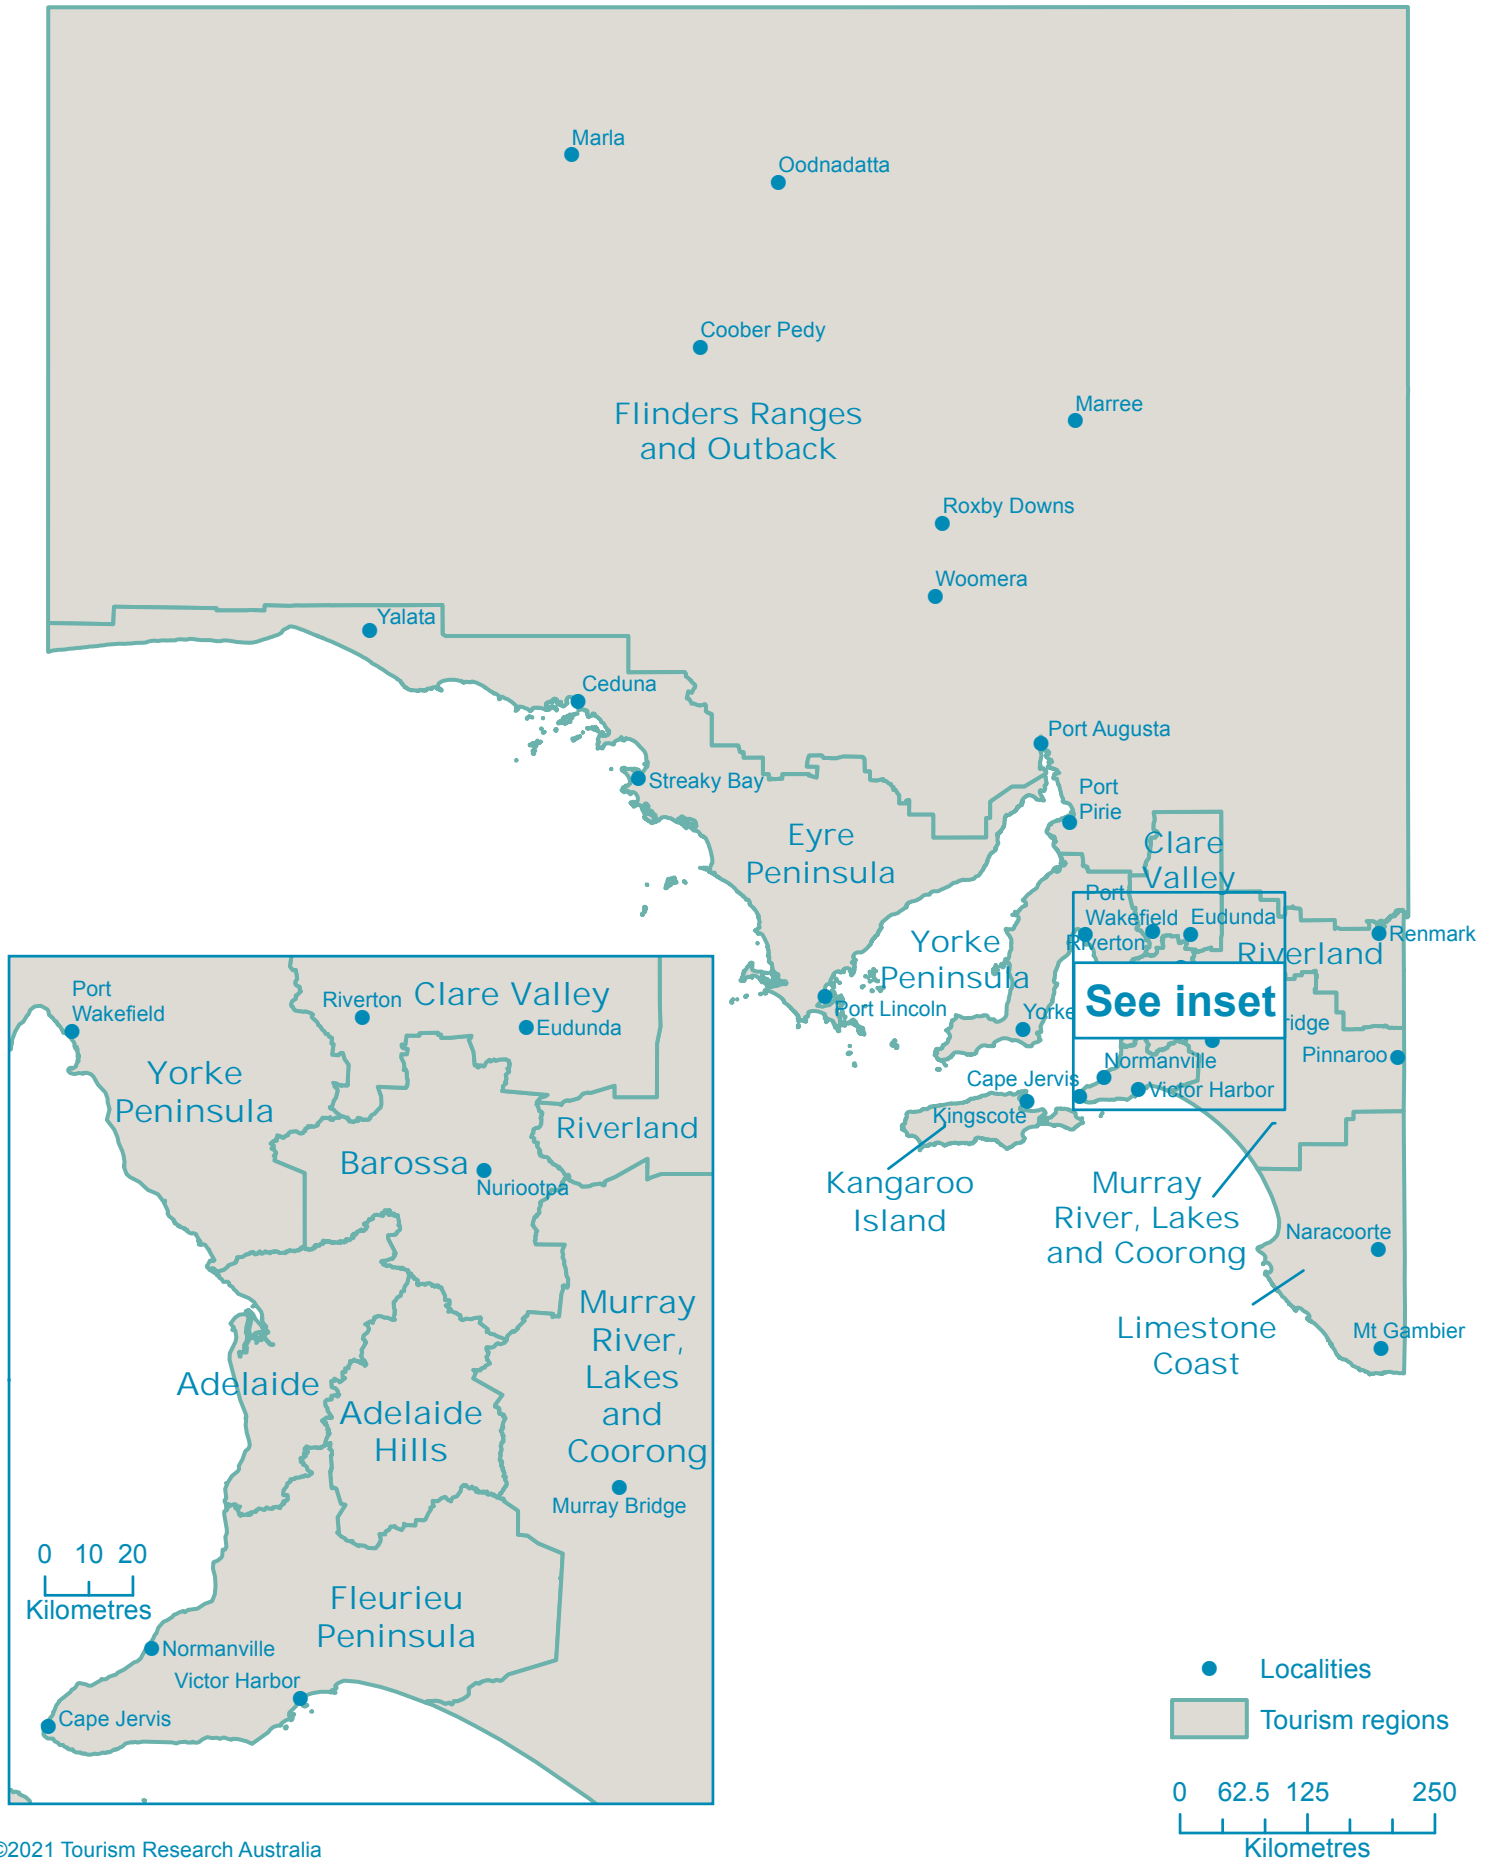 Marla
Oodnadatta
Coober Pedy
Flinders Ranges
and Outback
Marree
Roxby Downs
Woomera
Yalata
Ceduna
Port Augusta
Streaky Bay
Port
Pirie
Eyre
Peninsula
Clare
Valley
Port
Wakefield
Eudunda
Riverton
Renmark
Riverland
Yorke
Peninsula
Port Lincoln
Yorke
See inset
ridge
Pinnaroo
Normanville
Cape Jervis
Victor Harbor
Kingscote
Kangaroo
Island
Murray
River, Lakes
and Coorong
Naracoorte
Limestone
Coast
Mt Gambier
Port
Wakefield
Riverton
Clare Valley
Eudunda
Yorke
Peninsula
Riverland
Barossa
Nuriootpa
Murray
River,
Lakes
and
Coorong
Adelaide
Adelaide
Hills
Murray Bridge
0 10 20
Kilometres
Fleurieu
Peninsula
Normanville
Victor Harbor
Cape Jervis
Localities
Tourism regions
0 62.5 125 250
Kilometres
©2021 Tourism Research Australia